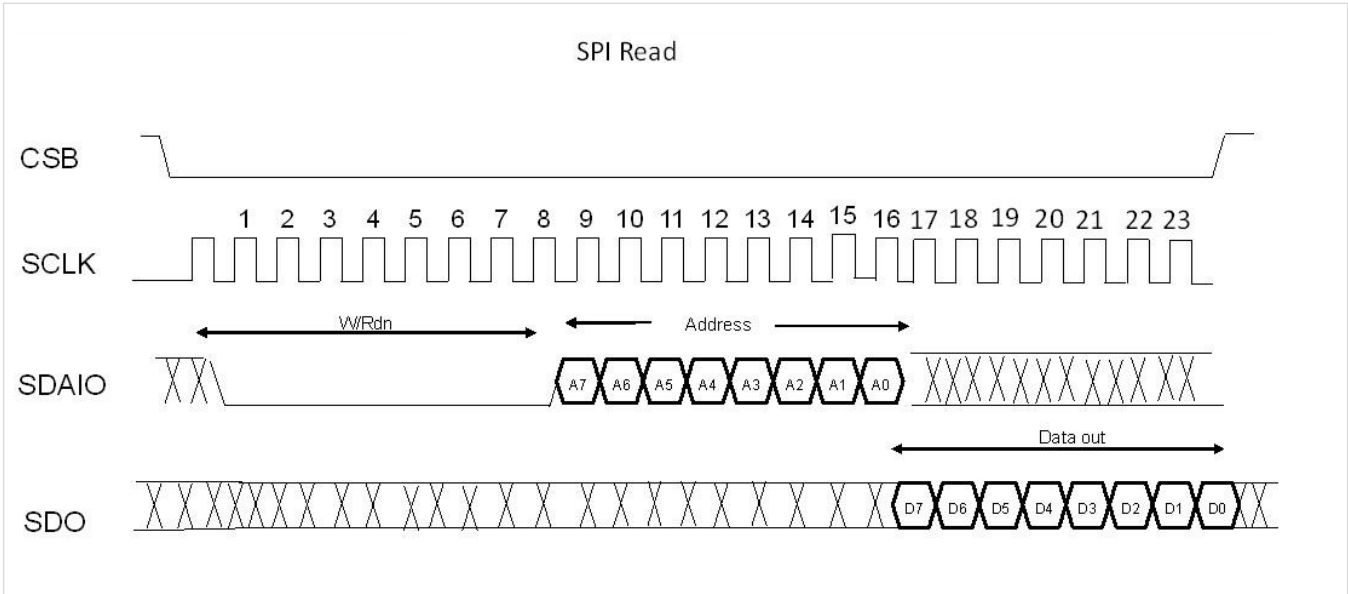 SPI Read
CSB
1 2 3 4 5 6 7 8 9 10 11 12 13 14 15 16 17 18 19 20 21 22 23
SCLK
W/Rdn Address
SDAIO A7 A6 A5 A4 A3 A2 A1 A0
Data out
SDO D7 D6 D5 D4 D3 D2 D1 D0